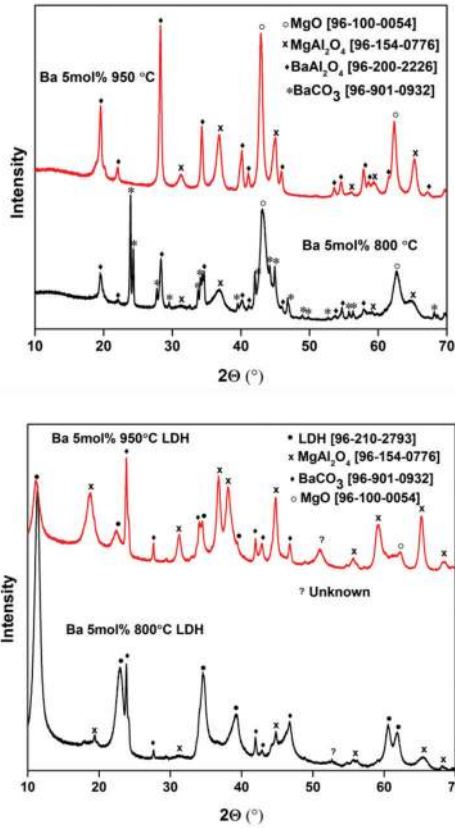 ○ MgO [96-100-0054]
x MgAl₂O₄ [96-154-0776]
♦ BaAl₂O₄ [96-200-2226]
* BaCO₃ [96-901-0932]
Ba 5mol% 950 °C
Ba 5mol% 800 °C
Intensity
10 20 30 40 50 60 70
2Θ (°)
Ba 5mol% 950°C LDH
• LDH [96-210-2793]
x MgAl₂O₄ [96-154-0776]
♦ BaCO₃ [96-901-0932]
○ MgO [96-100-0054]
? Unknown
Ba 5mol% 800°C LDH
Intensity
10 20 30 40 50 60 70
2Θ (°)